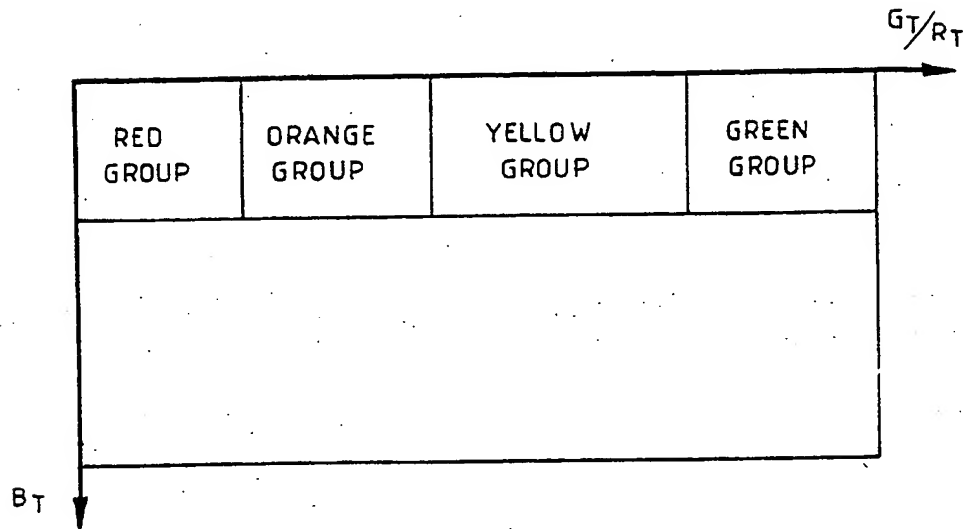 GT/RT
RED
GROUP
ORANGE
GROUP
YELLOW
GROUP
GREEN
GROUP
BT